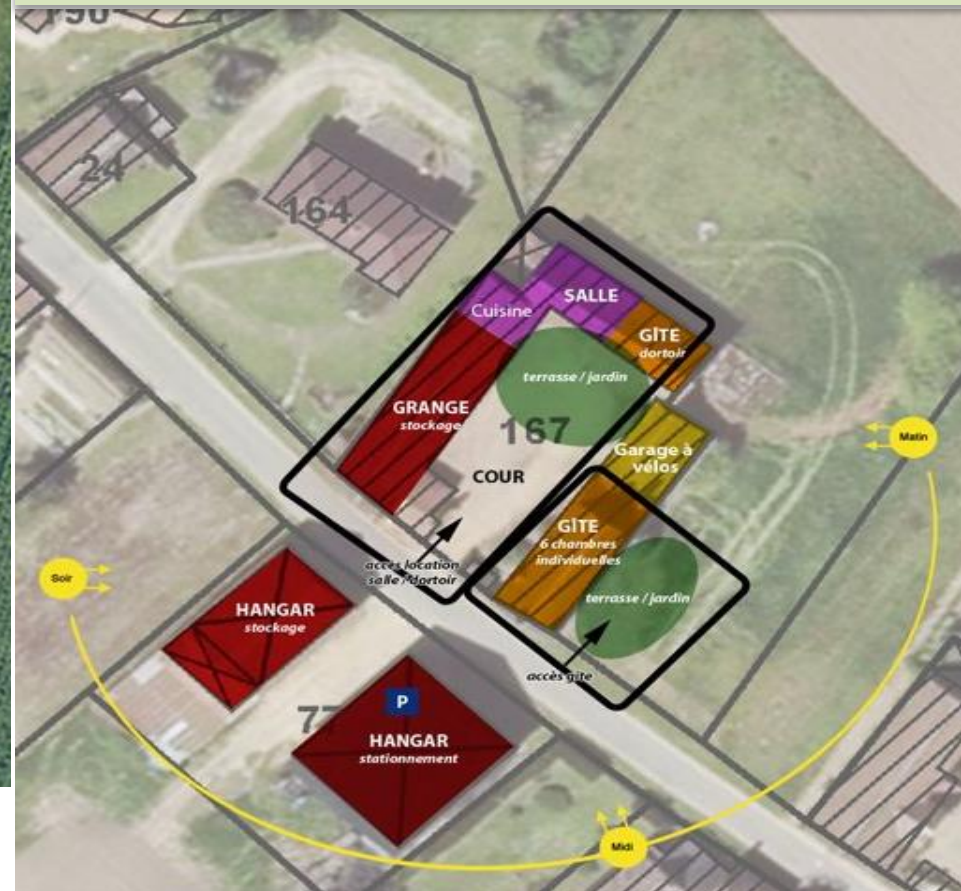 190
24
164
SALLE
Cuisine
GÎTE
dortoir
terrasse / jardin
GRANGE
stockage
167
Matin
Garage à
vélos
COUR
GÎTE
6 chambres
individuelles
accès location
salle / dortoir
Soir
terrasse / jardin
HANGAR
stockage
accès gîte
P
77
HANGAR
stationnement
Midi